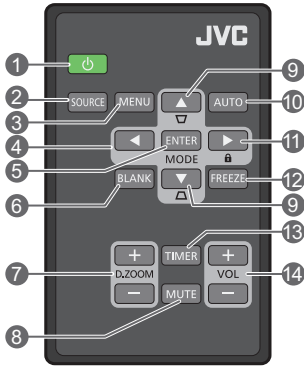 JVC
1
9
2
SOURCE
MENU
AUTO
10
3
4
11
5
ENTER
MODE
6
BLANK
FREEZE
12
9
13
7
D.ZOOM
TIMER
VOL
14
MUTE
8